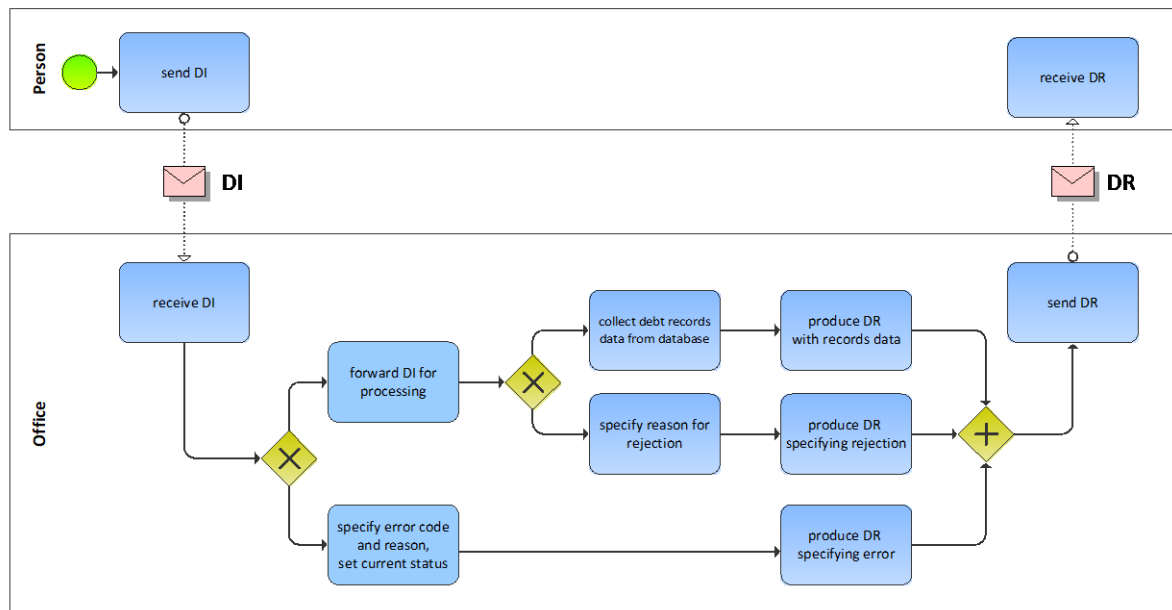 Person
send DI
receive DR
DI
DR
Office
receive DI
send DR
collect debt records
data from database
produce DR
with records data
forward DI for
processing
specify reason for
rejection
produce DR
specifying rejection
specify error code
and reason,
set current status
produce DR
specifying error